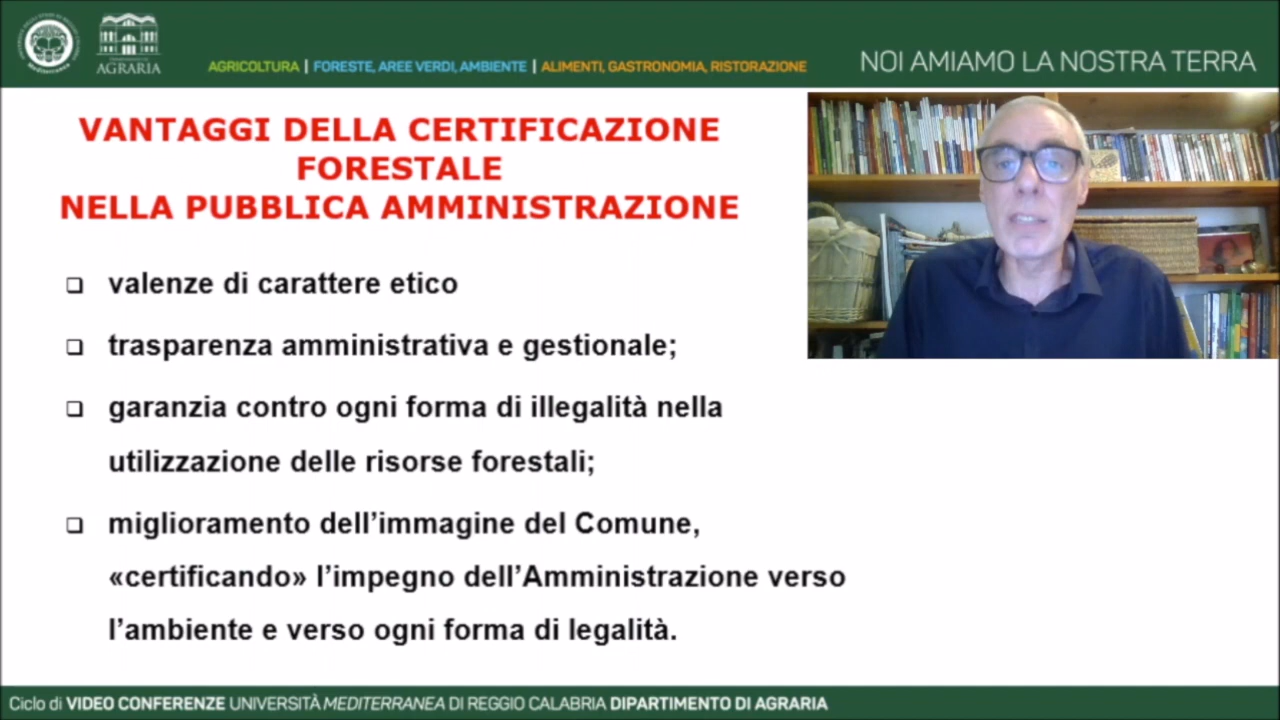 Mediterranea
AGRARIA
AGRICOLTURA | FORESTE, AREE VERDI, AMBIENTE | ALIMENTI, GASTRONOMIA, RISTORAZIONE
NOI AMIAMO LA NOSTRA TERRA
VANTAGGI DELLA CERTIFICAZIONE
FORESTALE
NELLA PUBBLICA AMMINISTRAZIONE
❑ valenze di carattere etico
❑ trasparenza amministrativa e gestionale;
❑ garanzia contro ogni forma di illegalità nella
utilizzazione delle risorse forestali;
❑ miglioramento dell’immagine del Comune,
«certificando» l’impegno dell’Amministrazione verso
l’ambiente e verso ogni forma di legalità.
Ciclo di VIDEO CONFERENZE UNIVERSITÀ MEDITERRANEA DI REGGIO CALABRIA DIPARTIMENTO DI AGRARIA